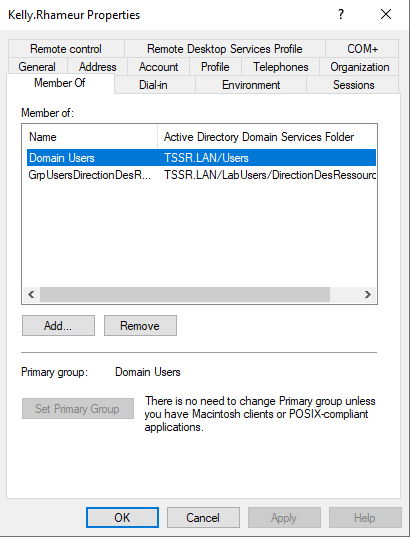 Kelly.Rhameur Properties
Remote control Remote Desktop Services Profile COM+
General Address Account Profile Telephones Organization
Member Of Dial-in Environment Sessions
Member of:
Name Active Directory Domain Services Folder
Domain Users TSSR.LAN/Users
GrpUsersDirectionDesR... TSSR.LAN/LabUsers/DirectionDesRessourc
Add... Remove
Primary group: Domain Users
Set Primary Group
There is no need to change Primary group unless
you have Macintosh clients or POSIX-compliant
applications.
OK Cancel Apply Help